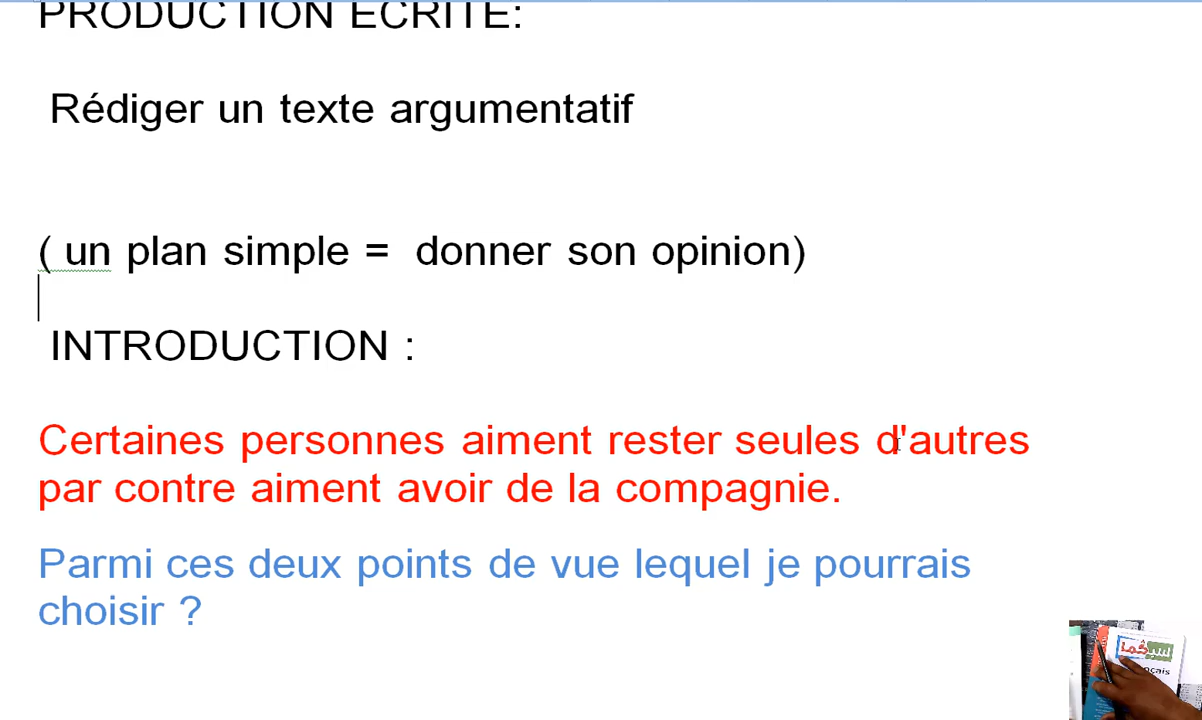 PRODUCTION ECRITE:
Rédiger un texte argumentatif
( un plan simple = donner son opinion)
INTRODUCTION :
Certaines personnes aiment rester seules d'autres
par contre aiment avoir de la compagnie.
Parmi ces deux points de vue lequel je pourrais
choisir ?